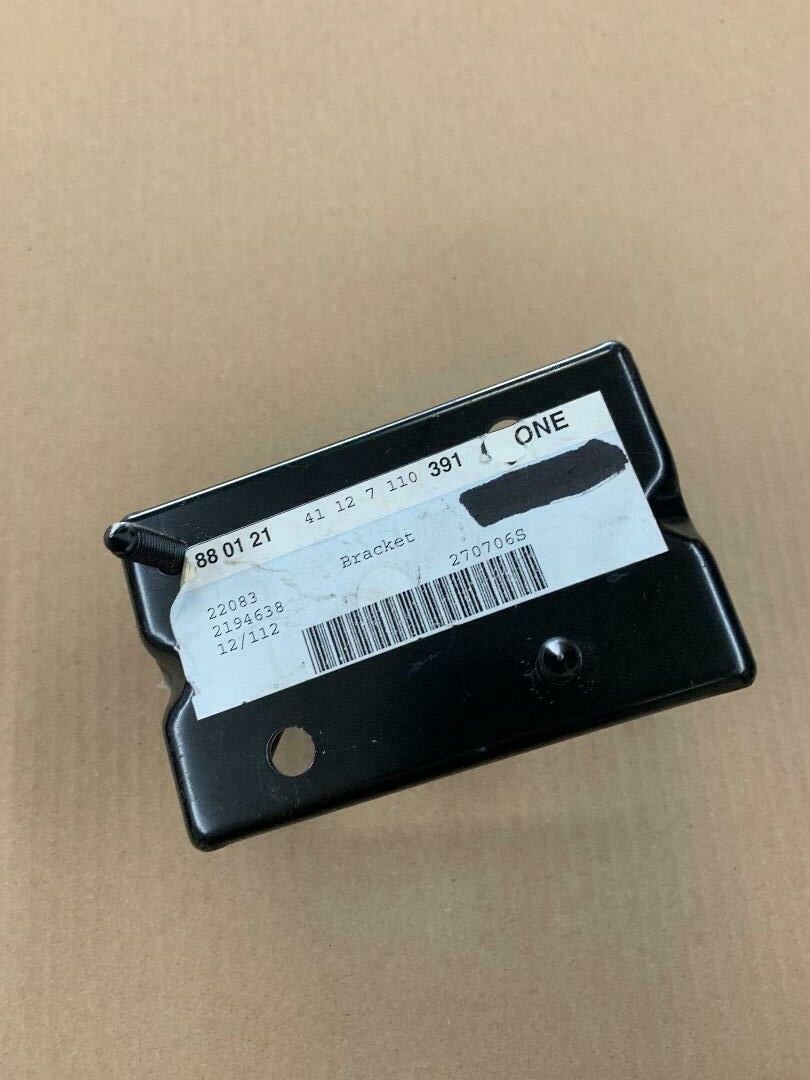 88 01 21 41 12 7 110 391 ONE
22083 Bracket 270706S
2194638
12/112